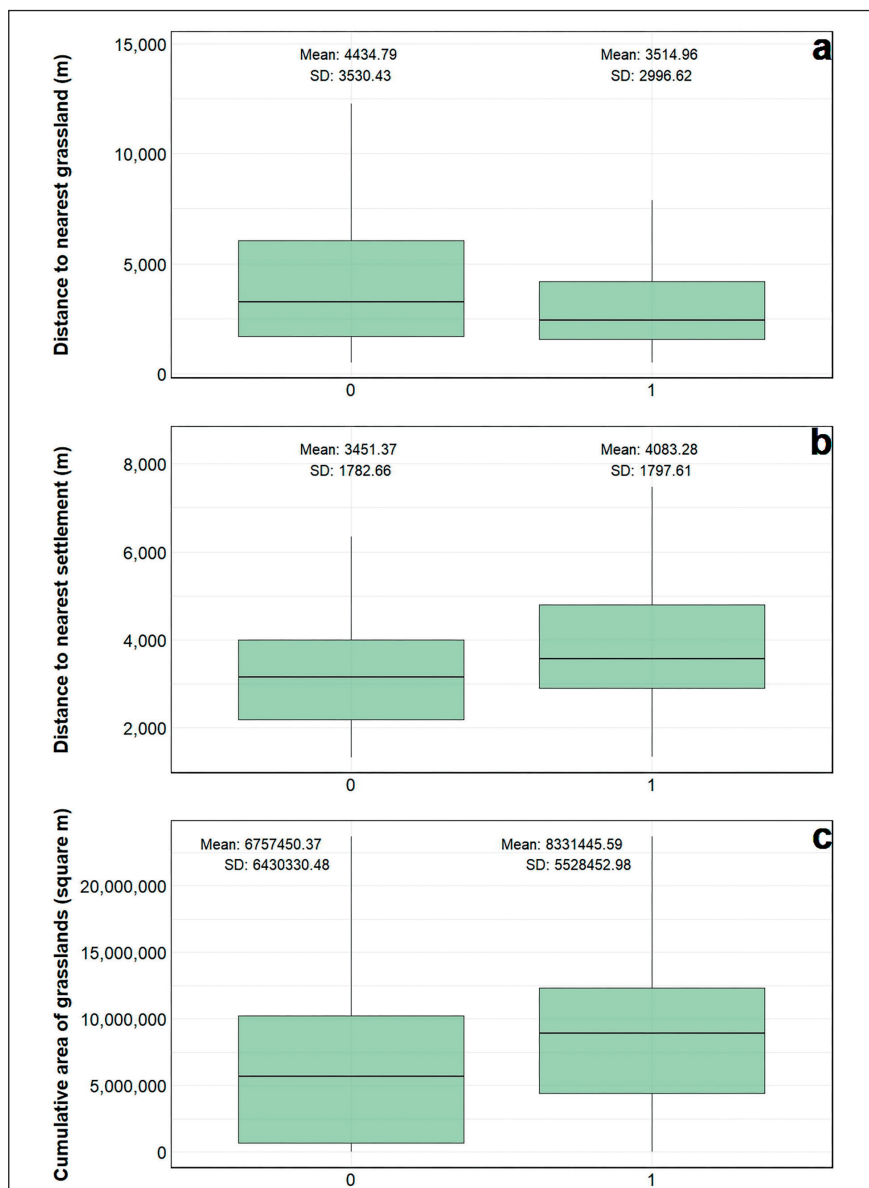 a
Mean: 4434.79
SD: 3530.43
Mean: 3514.96
SD: 2996.62
Distance to nearest grassland (m)
15,000
10,000
5,000
0
0
1
b
Mean: 3451.37
SD: 1782.66
Mean: 4083.28
SD: 1797.61
Distance to nearest settlement (m)
8,000
6,000
4,000
2,000
0
1
c
Mean: 6757450.37
SD: 6430330.48
Mean: 8331445.59
SD: 5528452.98
Cumulative area of grasslands (square m)
20,000,000
15,000,000
10,000,000
5,000,000
0
0
1